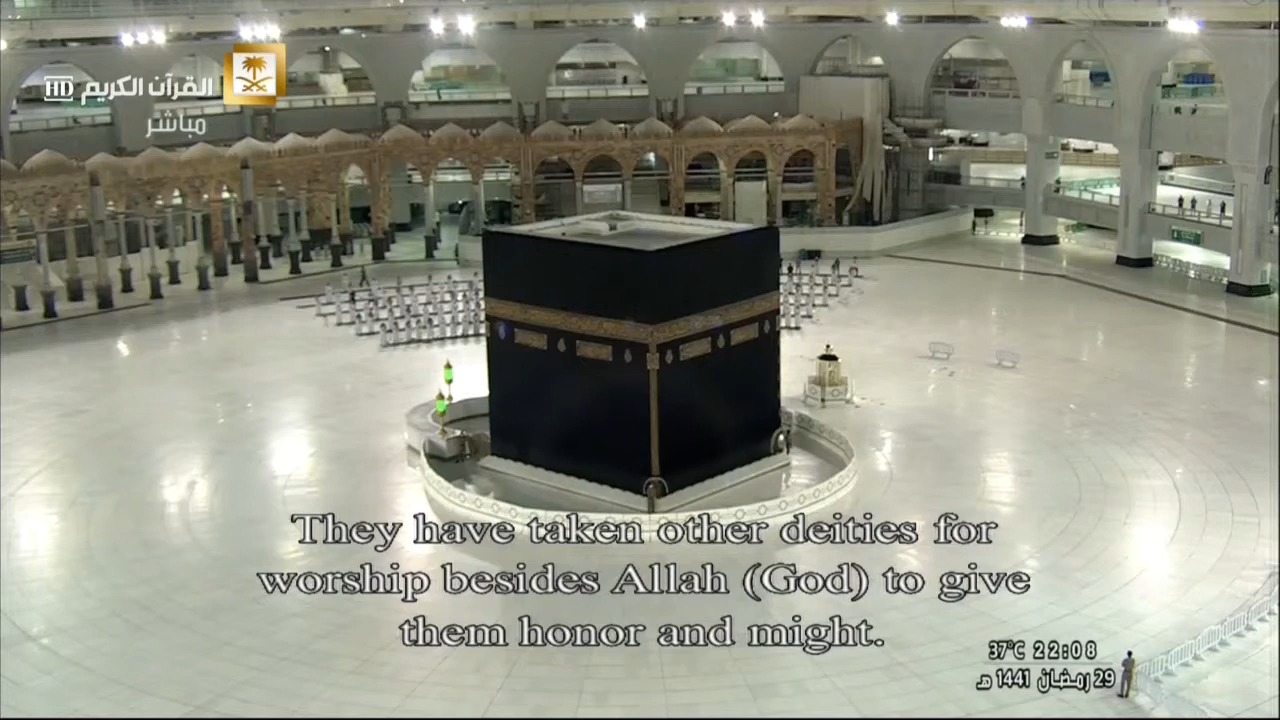 القرآن الكريم HD
مباشر
They have taken other deities for
worship besides Allah (God) to give
them honor and might.
37°C 22:08
29 رمضان 1441 هـ